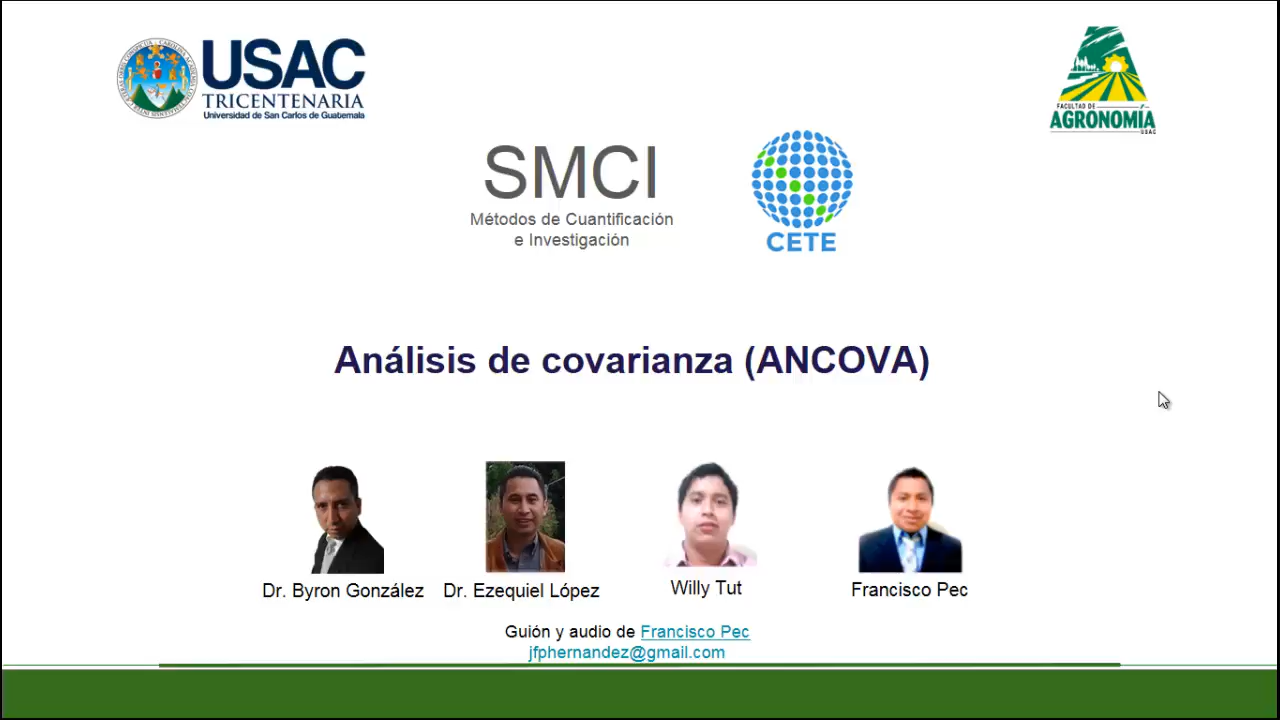 USAC
TRICENTENARIA
Universidad de San Carlos de Guatemala
FACULTAD DE
AGRONOMÍA
USAC
SMCI
Métodos de Cuantificación
e Investigación
CETE
Análisis de covarianza (ANCOVA)
Dr. Byron González
Dr. Ezequiel López
Willy Tut
Francisco Pec
Guión y audio de Francisco Pec
jfphernandez@gmail.com